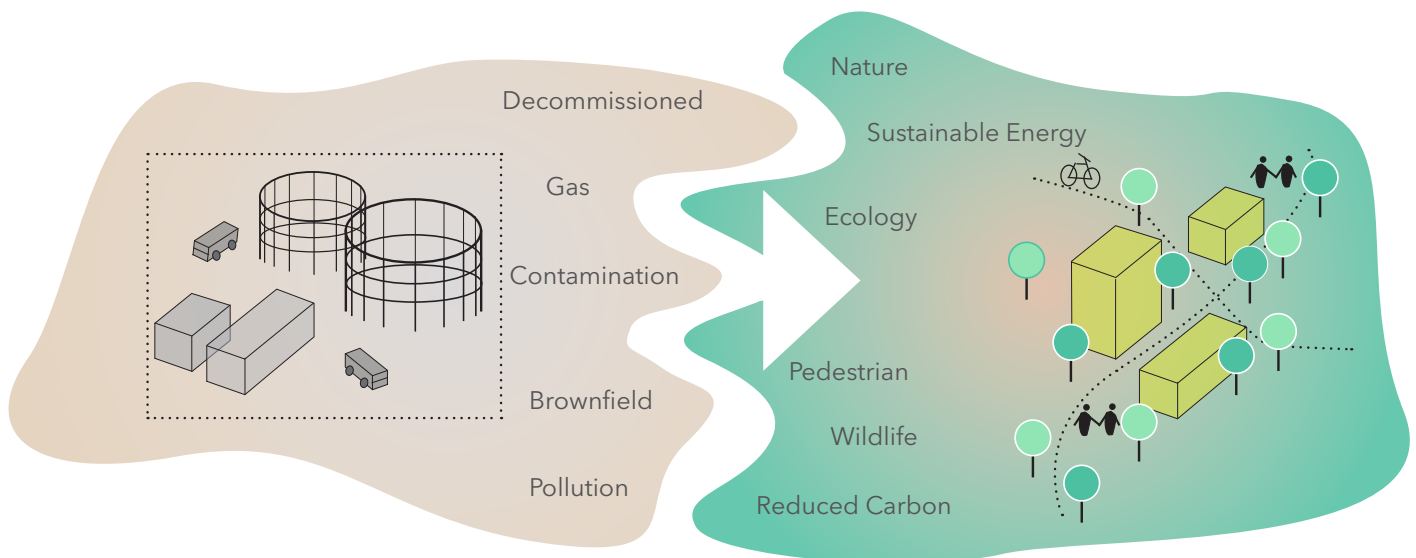 Decommissioned
Gas
Contamination
Brownfield
Pollution
Nature
Sustainable Energy
Ecology
Pedestrian
Wildlife
Reduced Carbon